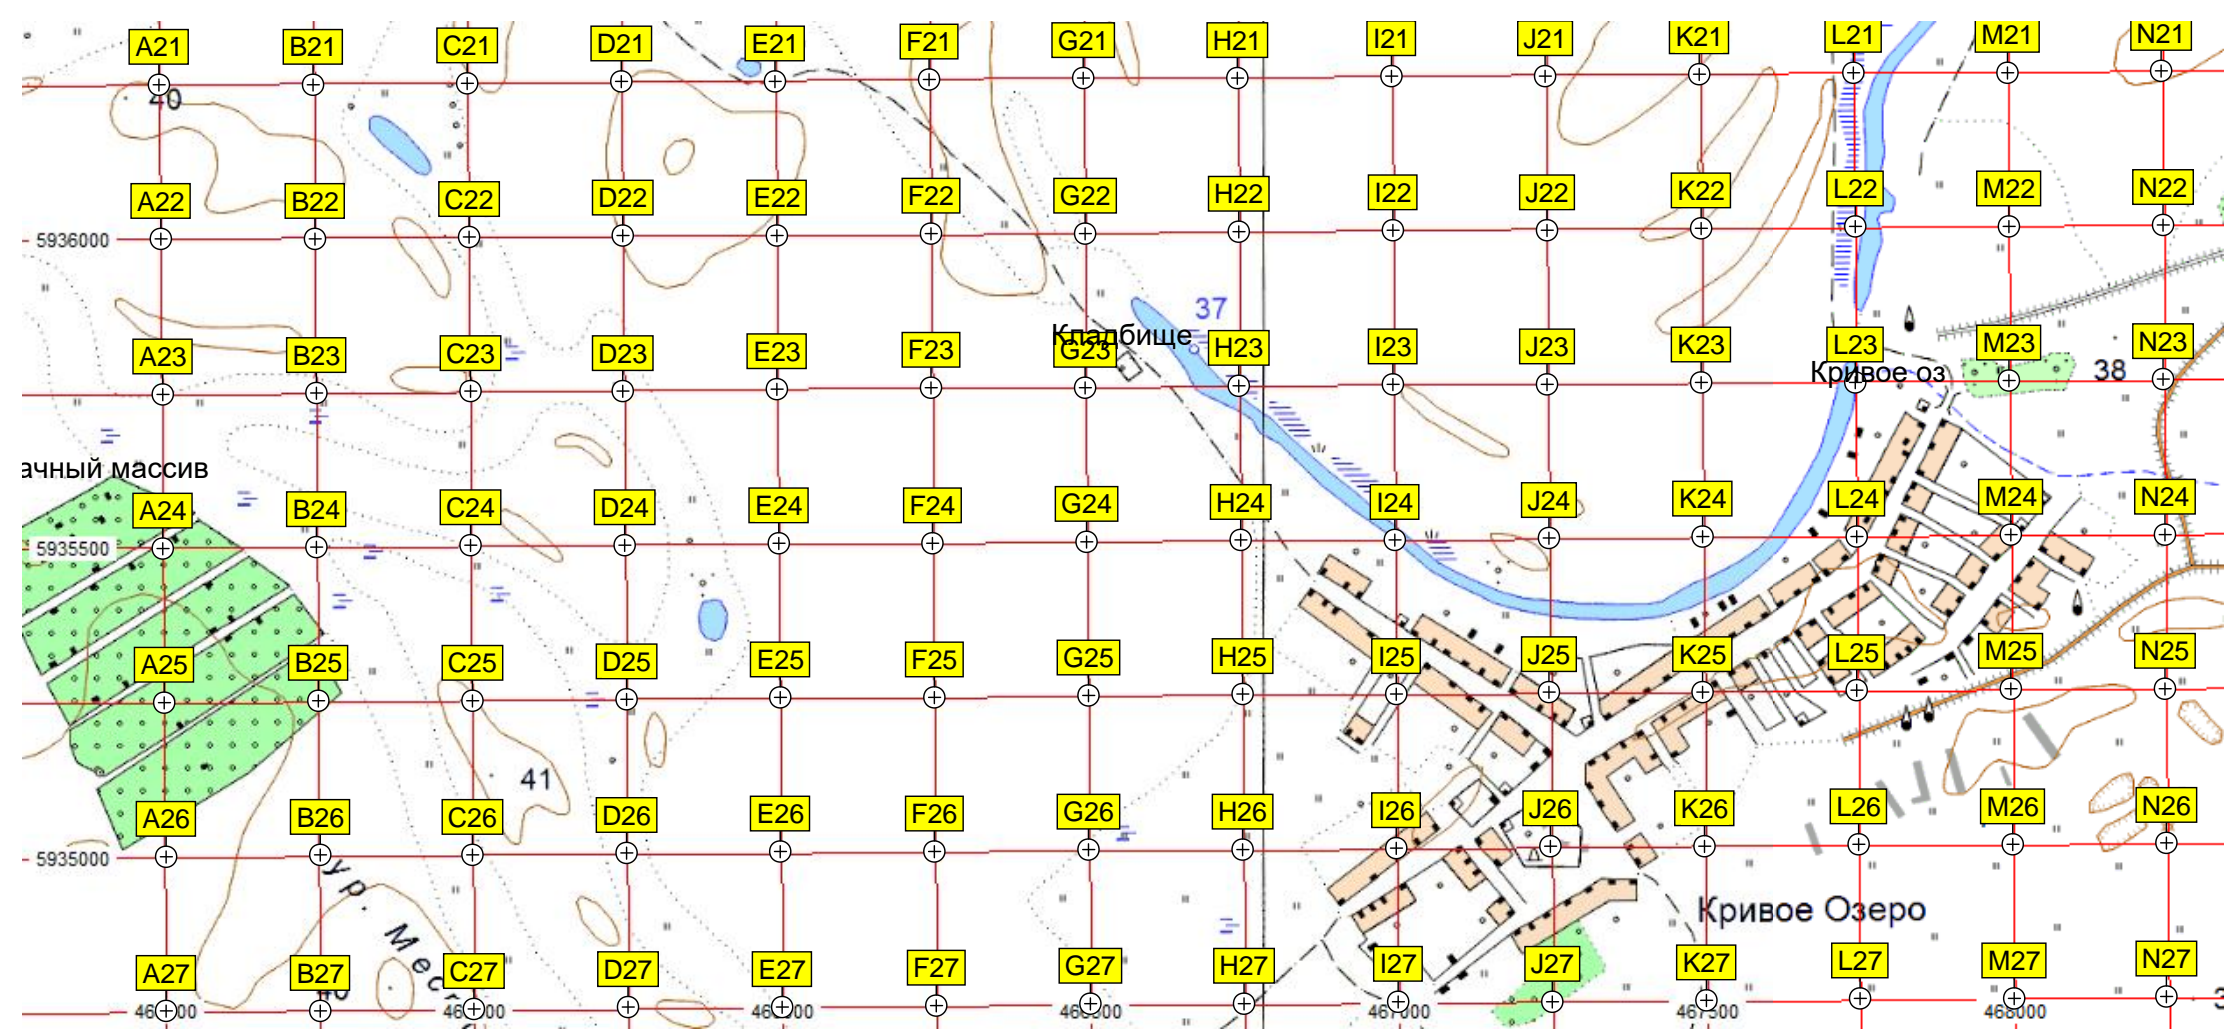 A21 B21 C21 D21 E21 F21 G21 H21 I21 J21 K21 L21 M21 N21
40
A22 B22 C22 D22 E22 F22 G22 H22 I22 J22 K22 L22 M22 N22
5936000
37
Кладбище
A23 B23 C23 D23 E23 F23 G23 H23 I23 J23 K23 L23 M23 N23
Кривое оз
38
ачный массив
A24 B24 C24 D24 E24 F24 G24 H24 I24 J24 K24 L24 M24 N24
5935500
A25 B25 C25 D25 E25 F25 G25 H25 I25 J25 K25 L25 M25 N25
41
A26 B26 C26 D26 E26 F26 G26 H26 I26 J26 K26 L26 M26 N26
5935000
ур. Мес
Кривое Озеро
A27 B27 C27 D27 E27 F27 G27 H27 I27 J27 K27 L27 M27 N27
40
467000 467500 468000